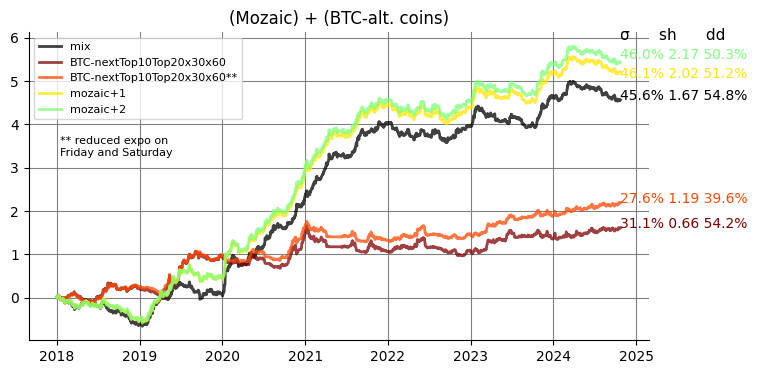 (Mozaic) + (BTC-alt. coins)
σ sh dd
6
5
4
3
2
1
0
mix
BTC-nextTop10Top20x30x60
BTC-nextTop10Top20x30x60**
mozaic+1
mozaic+2
** reduced expo on
Friday and Saturday
46.0% 2.17 50.3%
46.1% 2.02 51.2%
45.6% 1.67 54.8%
27.6% 1.19 39.6%
31.1% 0.66 54.2%
2018 2019 2020 2021 2022 2023 2024 2025